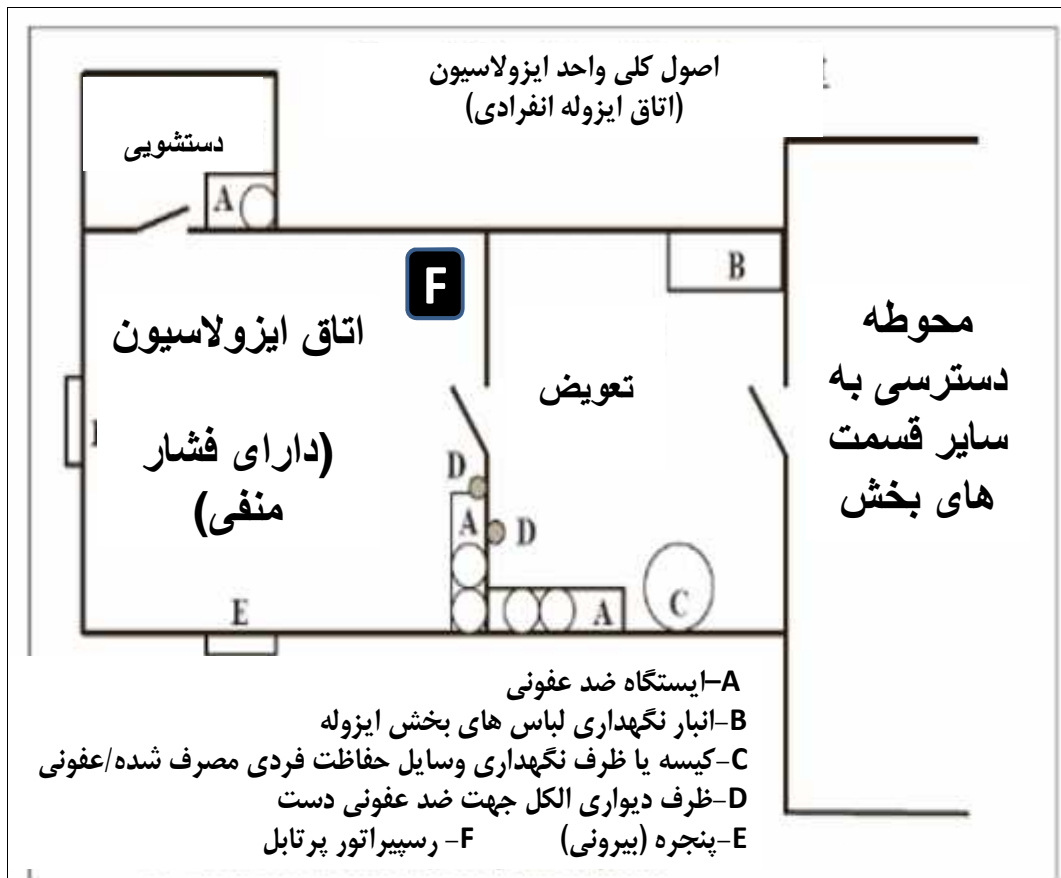 اصول کلی واحد ایزولاسیون
(اتاق ایزوله انفرادی)
دستشویی
A
F
B
اتاق ایزولاسیون
(دارای فشار
منفی)
تعویض
محوطه
دسترسی به
سایر قسمت
های بخش
D
A
D
E
A
C
A–ایستگاه ضد عفونی
B–انبار نگهداری لباس های بخش ایزوله
C–کیسه یا ظرف نگهداری وسایل حفاظت فردی مصرف شده/عفونی
D–ظرف دیواری الکل جهت ضد عفونی دست
E–پنجره (بیرونی) F– رسپیراتور پرتابل